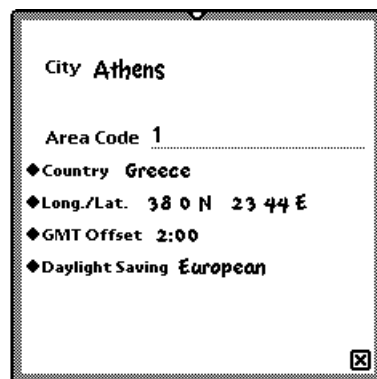 City Athens
Area Code 1
◆Country Greece
◆Long./Lat. 38 0 N 23 44 E
◆GMT Offset 2:00
◆Daylight Saving European